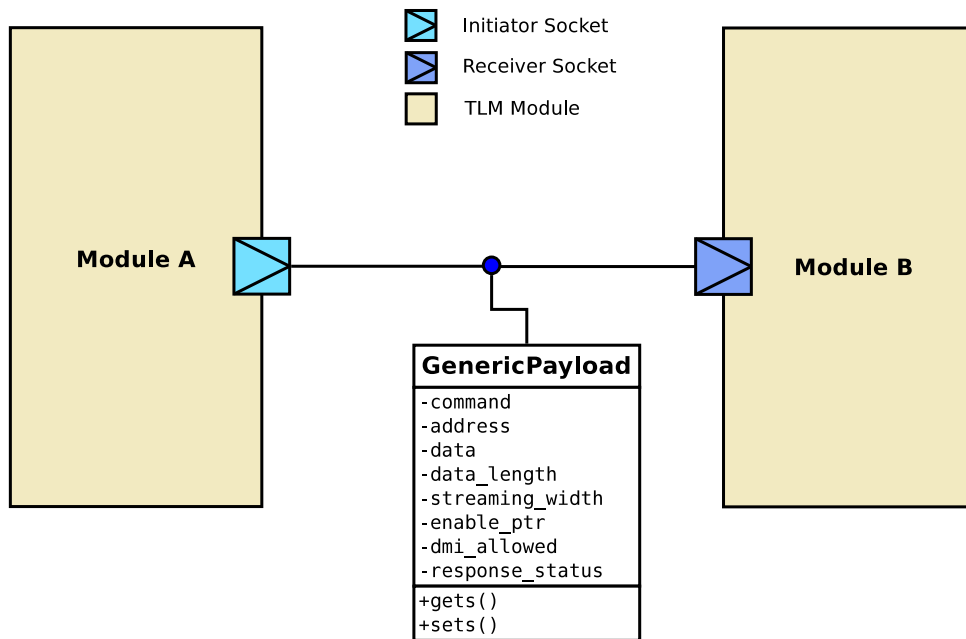 Initiator Socket
Receiver Socket
TLM Module
Module A
Module B
GenericPayload
-command
-address
-data
-data_length
-streaming_width
-enable_ptr
-dmi_allowed
-response_status
+gets()
+sets()